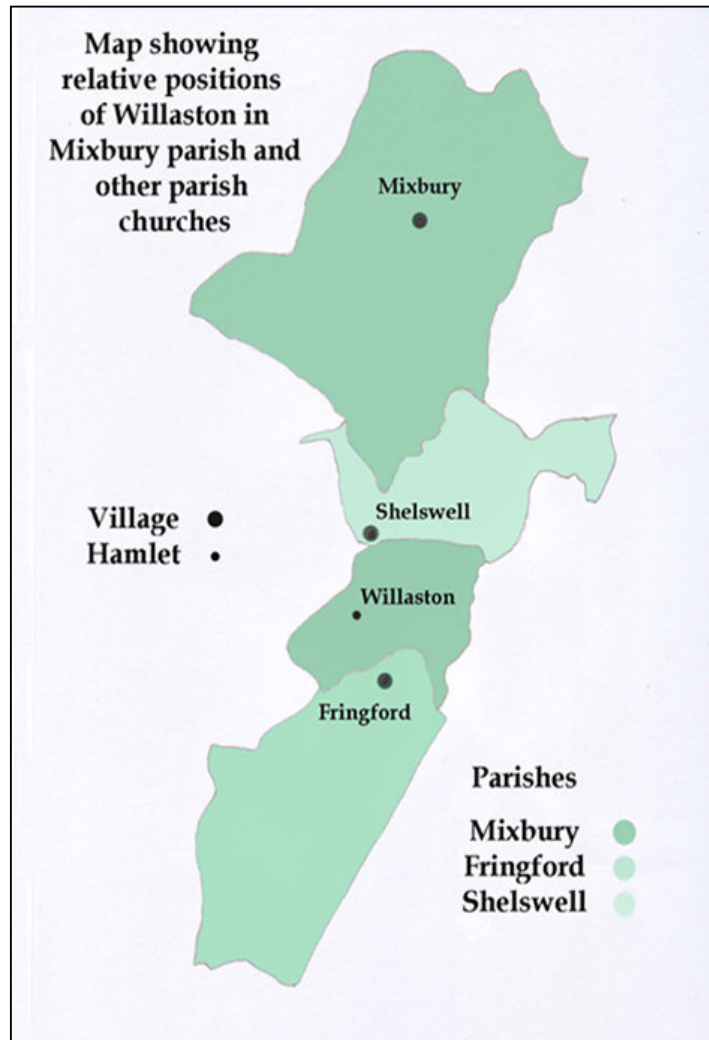 Map showing
relative positions
of Willaston in
Mixbury parish and
other parish
churches
Mixbury
Shelswell
Village
Hamlet
Willaston
Fringford
Parishes
Mixbury
Fringford
Shelswell